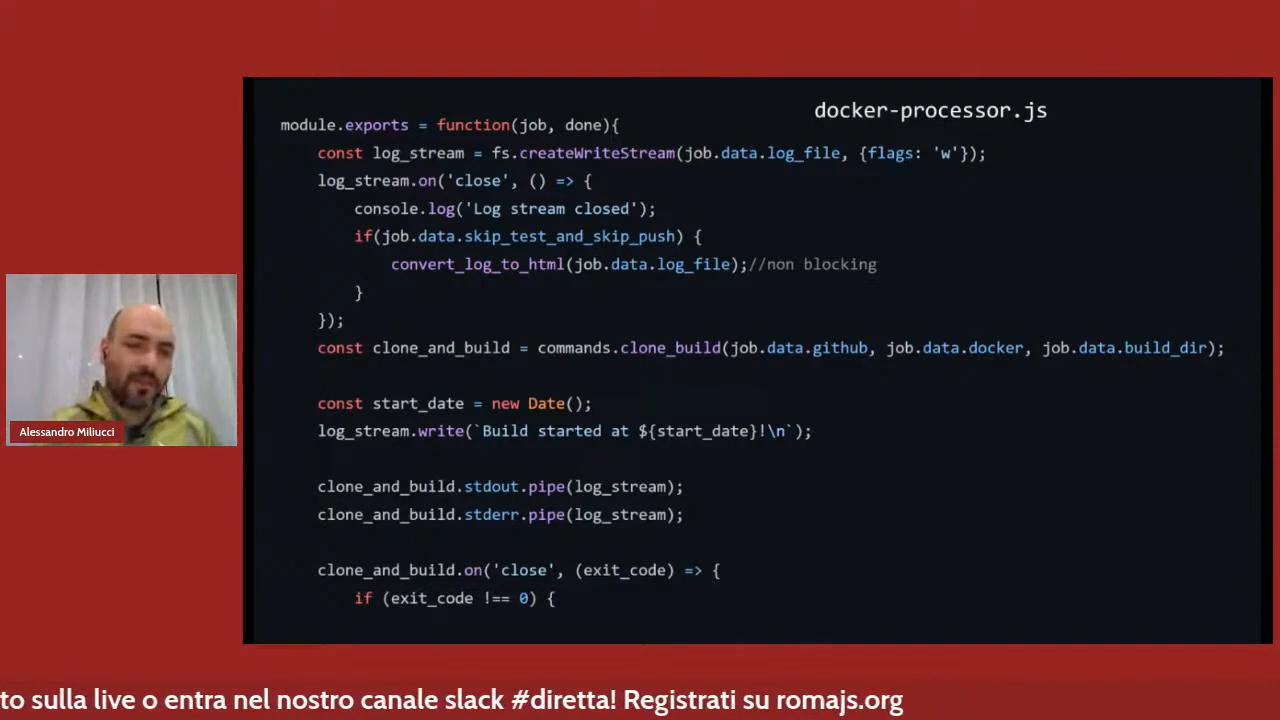 docker-processor.js
module.exports = function(job, done){
const log_stream = fs.createWriteStream(job.data.log_file, {flags: 'w'});
log_stream.on('close', () => {
console.log('Log stream closed');
if(job.data.skip_test_and_skip_push) {
convert_log_to_html(job.data.log_file);//non blocking
}
});
const clone_and_build = commands.clone_build(job.data.github, job.data.docker, job.data.build_dir);
const start_date = new Date();
log_stream.write(`Build started at ${start_date}!\n`);
clone_and_build.stdout.pipe(log_stream);
clone_and_build.stderr.pipe(log_stream);
clone_and_build.on('close', (exit_code) => {
if (exit_code !== 0) {
Alessandro Miliucci
to sulla live o entra nel nostro canale slack #diretta! Registrati su romajs.org